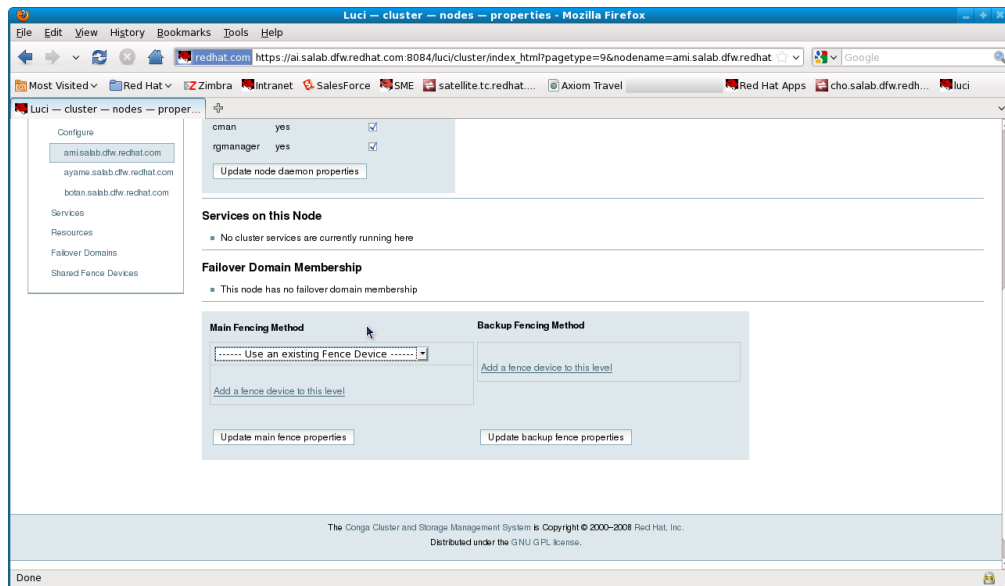 Luci — cluster — nodes — properties - Mozilla Firefox
File Edit View History Bookmarks Tools Help
redhat.com https://ai.salab.dfw.redhat.com:8084/luci/cluster/index_html?pagetype=9&nodename=ami.salab.dfw.redhat Google
Most Visited Red Hat Zimbra Intranet SalesForce SME satellite.tc.redhat.... Axiom Travel Red Hat Apps cho.salab.dfw.redh... luci
Luci — cluster — nodes — proper...
Configure
ami.salab.dfw.redhat.com
ayame.salab.dfw.redhat.com
botan.salab.dfw.redhat.com
Services
Resources
Failover Domains
Shared Fence Devices
cman yes
rgmanager yes
Update node daemon properties
Services on this Node
No cluster services are currently running here
Failover Domain Membership
This node has no failover domain membership
Main Fencing Method
------ Use an existing Fence Device ------
Add a fence device to this level
Update main fence properties
Backup Fencing Method
Add a fence device to this level
Update backup fence properties
The Conga Cluster and Storage Management System is Copyright © 2000–2008 Red Hat, Inc.
Distributed under the GNU GPL license.
Done